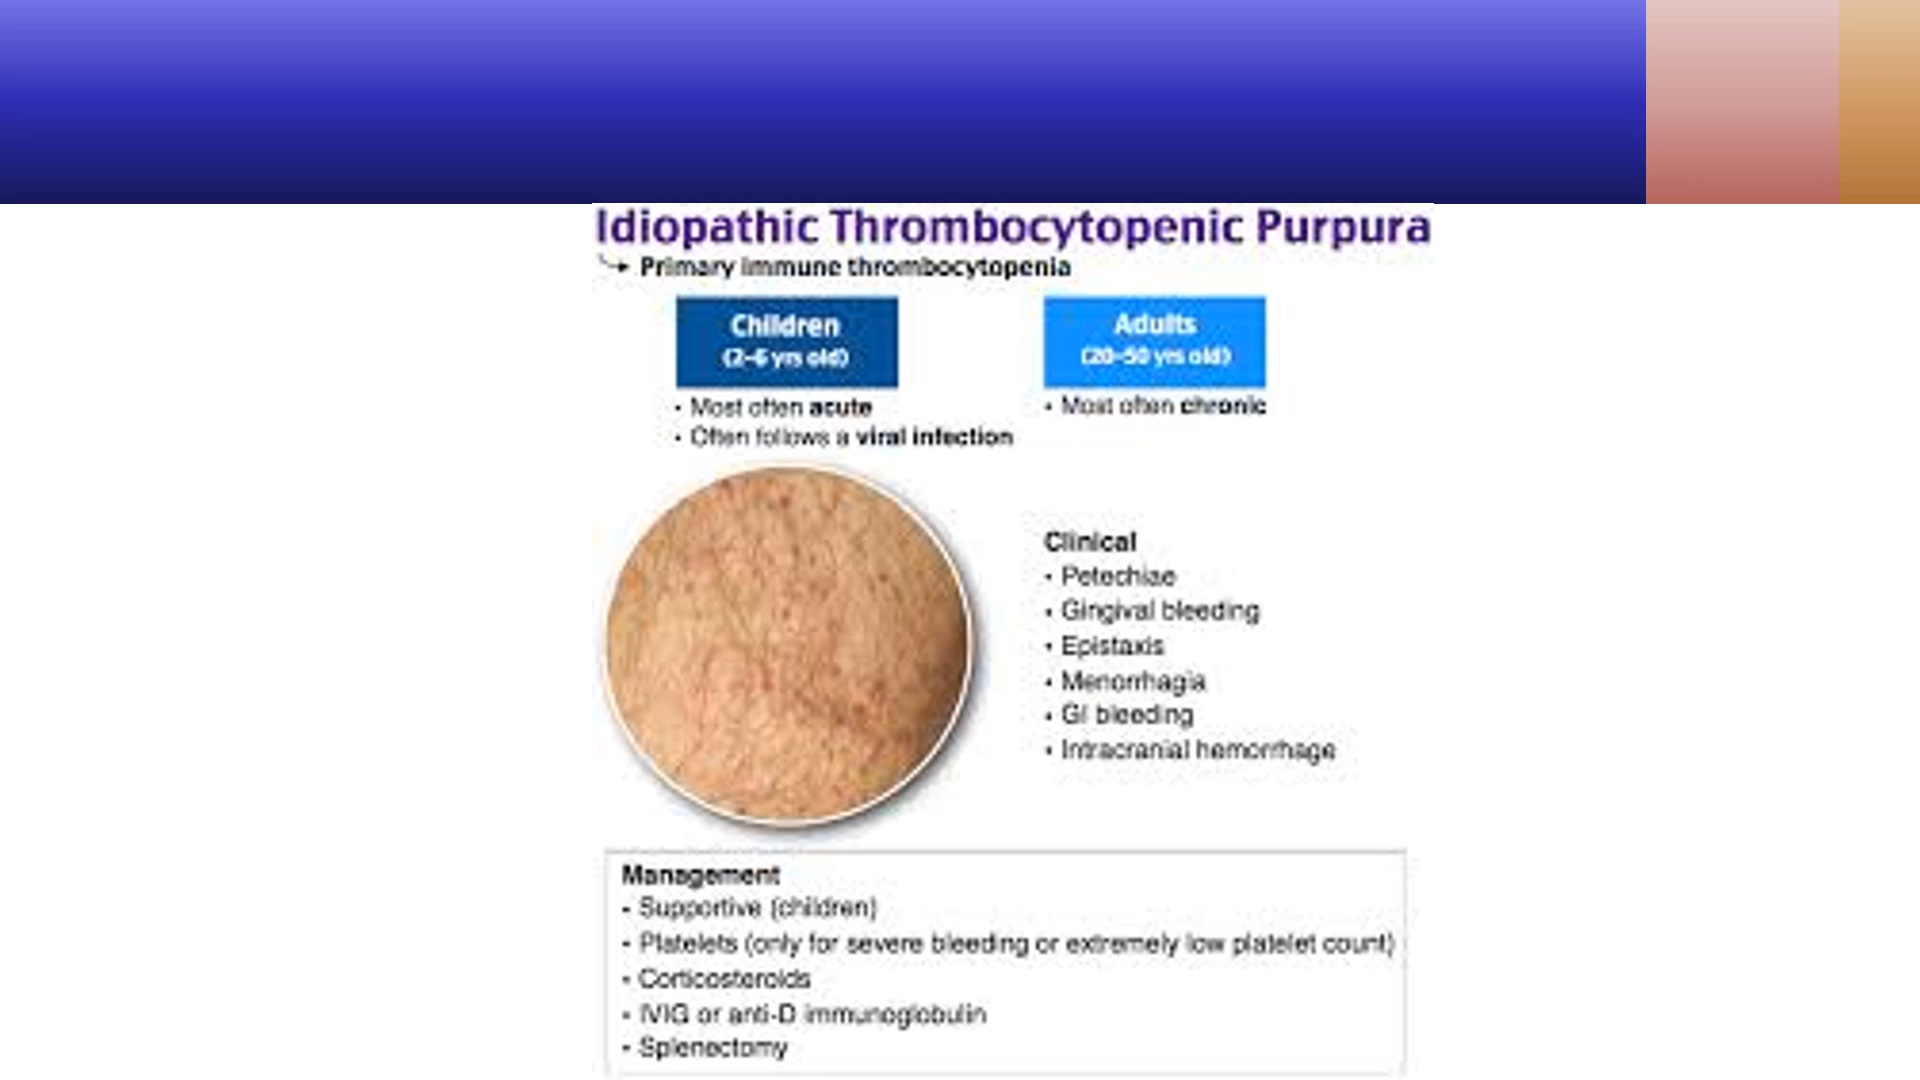 Idiopathic Thrombocytopenic Purpura
Primary immune thrombocytopenia
Children
(2-6 yrs old)
• Most often acute
• Often follows a viral infection
Adults
(20-50 yrs old)
• Most often chronic
Clinical
• Petechiae
• Gingival bleeding
• Epistaxis
• Menorrhagia
• GI bleeding
• Intracranial hemorrhage
Management
• Supportive (children)
• Platelets (only for severe bleeding or extremely low platelet count)
• Corticosteroids
• IVIG or anti-D immunoglobulin
• Splenectomy